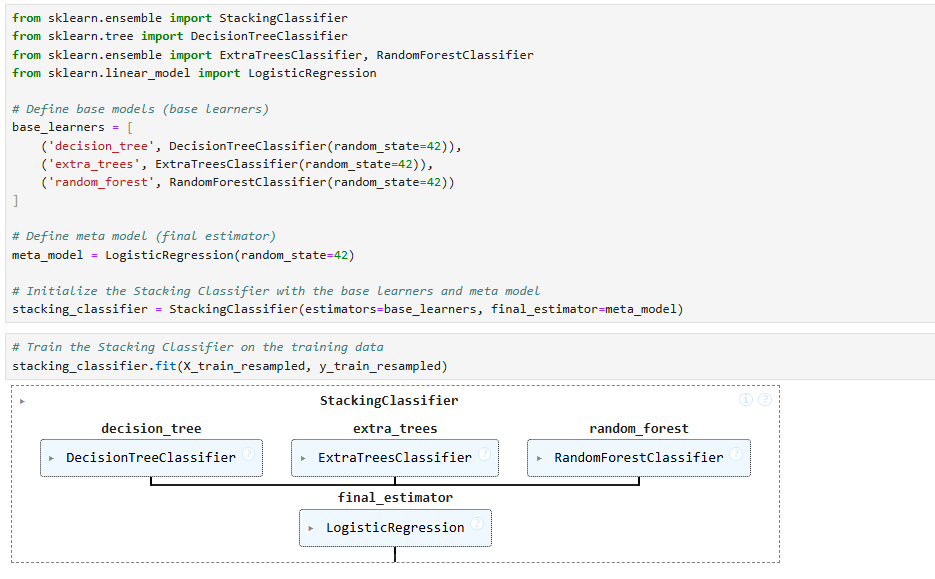 from sklearn.ensemble import StackingClassifier
from sklearn.tree import DecisionTreeClassifier
from sklearn.ensemble import ExtraTreesClassifier, RandomForestClassifier
from sklearn.linear_model import LogisticRegression

# Define base models (base learners)
base_learners = [
    ('decision_tree', DecisionTreeClassifier(random_state=42)),
    ('extra_trees', ExtraTreesClassifier(random_state=42)),
    ('random_forest', RandomForestClassifier(random_state=42))
]

# Define meta model (final estimator)
meta_model = LogisticRegression(random_state=42)

# Initialize the Stacking Classifier with the base learners and meta model
stacking_classifier = StackingClassifier(estimators=base_learners, final_estimator=meta_model)

# Train the Stacking Classifier on the training data
stacking_classifier.fit(X_train_resampled, y_train_resampled)

▸ StackingClassifier i ?
decision_tree extra_trees random_forest
▸ DecisionTreeClassifier ? ▸ ExtraTreesClassifier ? ▸ RandomForestClassifier ?
final_estimator
▸ LogisticRegression ?